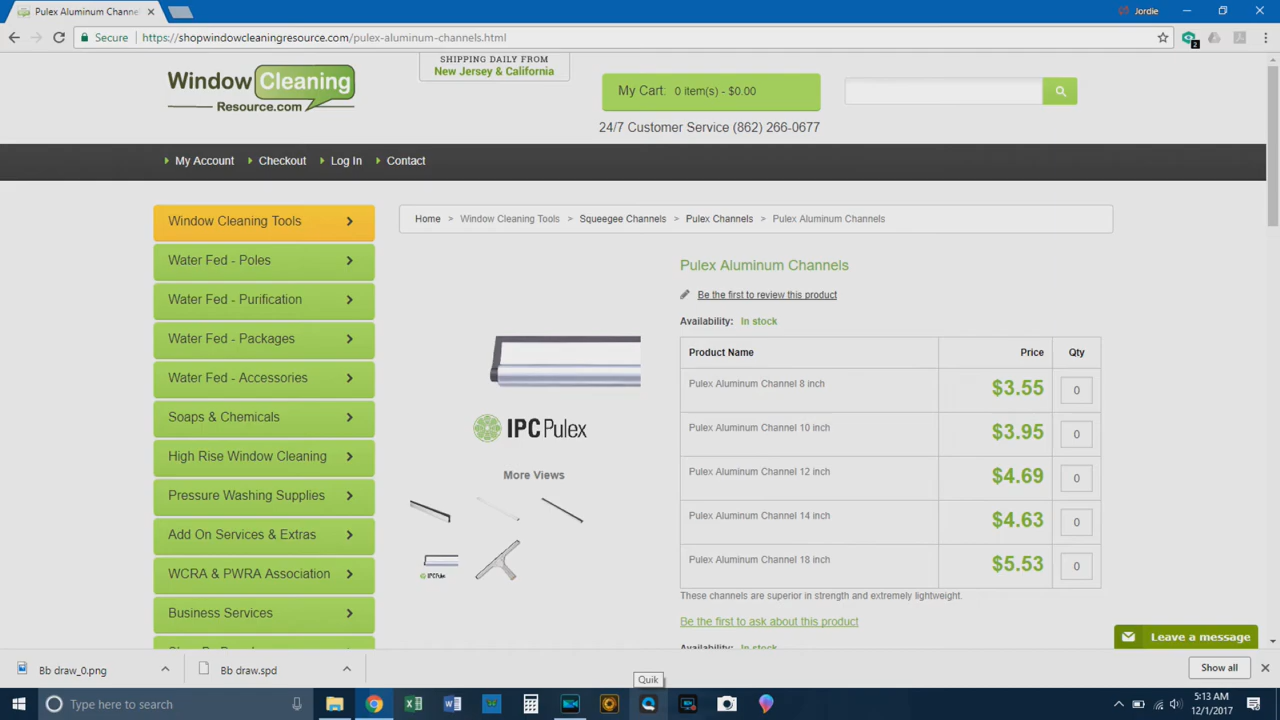 Pulex Aluminum Channe
Jordie
Secure
https://shopwindowcleaningresource.com/pulex-aluminum-channels.html
2
Window Cleaning
Resource.com
SHIPPING DAILY FROM
New Jersey & California
My Cart: 0 item(s) - $0.00
24/7 Customer Service (862) 266-0677
My Account
Checkout
Log In
Contact
Window Cleaning Tools
Water Fed - Poles
Water Fed - Purification
Water Fed - Packages
Water Fed - Accessories
Soaps & Chemicals
High Rise Window Cleaning
Pressure Washing Supplies
Add On Services & Extras
WCRA & PWRA Association
Business Services
Home > Window Cleaning Tools > Squeegee Channels > Pulex Channels > Pulex Aluminum Channels
IPC Pulex
More Views
IPC Pulex
Pulex Aluminum Channels
Be the first to review this product
Availability: In stock
Product Name Price Qty
Pulex Aluminum Channel 8 inch $3.55 0
Pulex Aluminum Channel 10 inch $3.95 0
Pulex Aluminum Channel 12 inch $4.69 0
Pulex Aluminum Channel 14 inch $4.63 0
Pulex Aluminum Channel 18 inch $5.53 0
These channels are superior in strength and extremely lightweight.
Be the first to ask about this product
Availability: In stock
Leave a message
Bb draw_0.png
Bb draw.spd
Quik
Show all
Type here to search
5:13 AM
12/1/2017